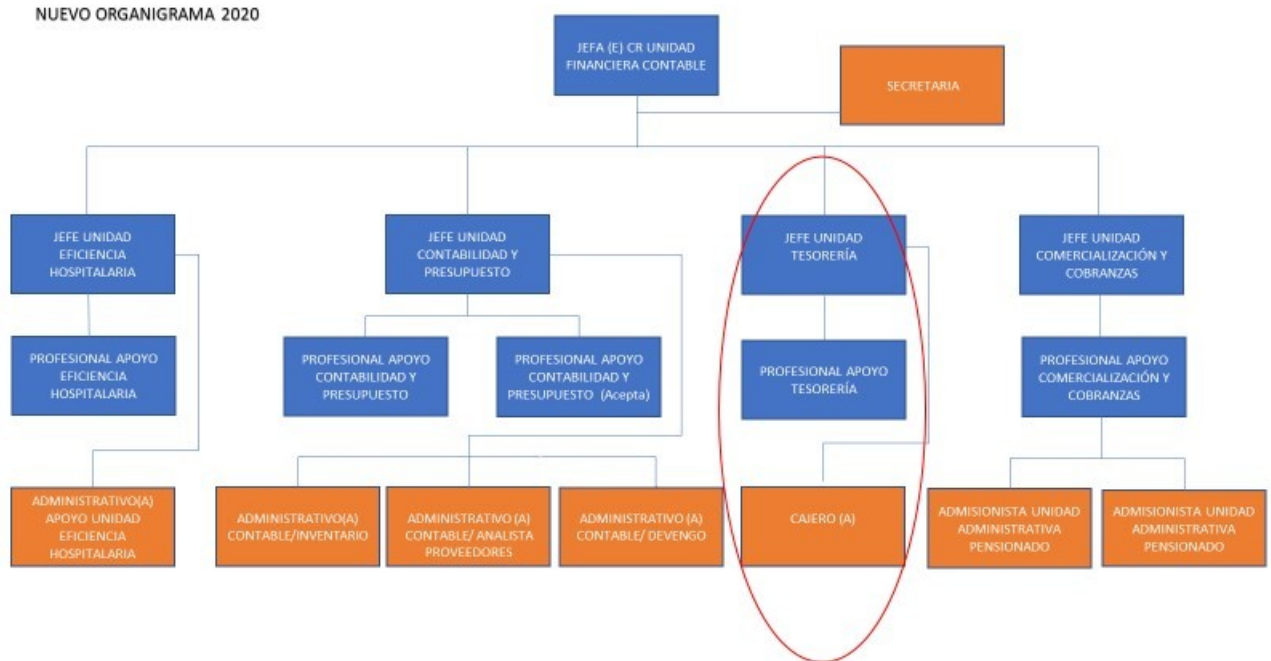 NUEVO ORGANIGRAMA 2020
JEFA (E) CR UNIDAD
FINANCIERA CONTABLE
SECRETARIA
JEFE UNIDAD
EFICIENCIA
HOSPITALARIA
JEFE UNIDAD
CONTABILIDAD Y
PRESUPUESTO
JEFE UNIDAD
TESORERÍA
JEFE UNIDAD
COMERCIALIZACIÓN Y
COBRANZAS
PROFESIONAL APOYO
EFICIENCIA
HOSPITALARIA
PROFESIONAL APOYO
CONTABILIDAD Y
PRESUPUESTO
PROFESIONAL APOYO
CONTABILIDAD Y
PRESUPUESTO (Acepta)
PROFESIONAL APOYO
TESORERÍA
PROFESIONAL APOYO
COMERCIALIZACIÓN Y
COBRANZAS
ADMINISTRATIVO(A)
APOYO UNIDAD
EFICIENCIA
HOSPITALARIA
ADMINISTRATIVO(A)
CONTABLE/INVENTARIO
ADMINISTRATIVO (A)
CONTABLE/ ANALISTA
PROVEEDORES
ADMINISTRATIVO (A)
CONTABLE/ DEVENGO
CAJERO (A)
ADMISIONISTA UNIDAD
ADMINISTRATIVA
PENSIONADO
ADMISIONISTA UNIDAD
ADMINISTRATIVA
PENSIONADO